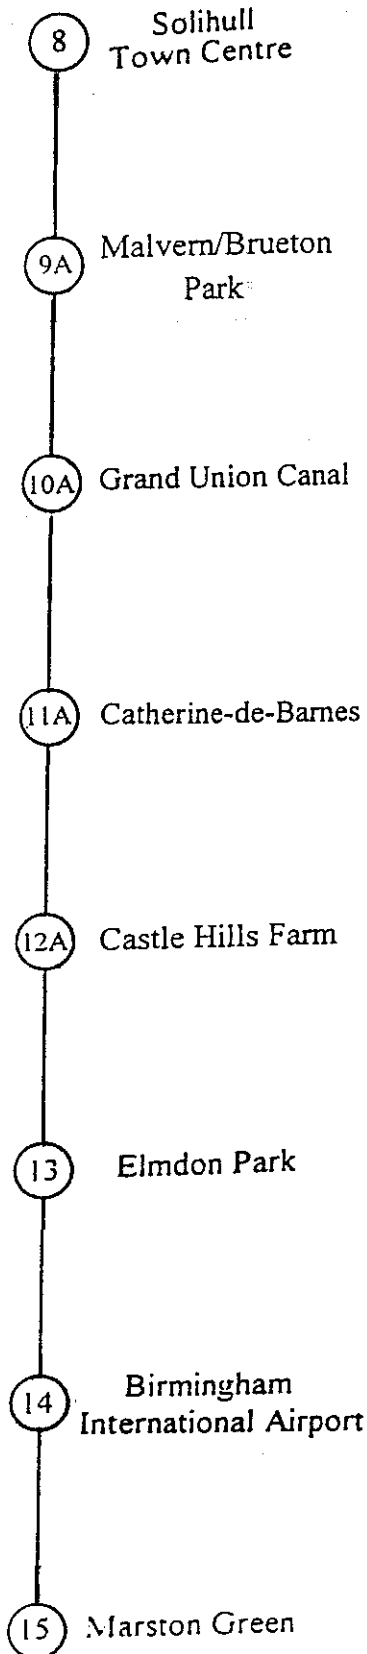 8 Solihull
Town Centre
9A Malvern/Brueton
Park
10A Grand Union Canal
11A Catherine-de-Barnes
12A Castle Hills Farm
13 Elmdon Park
14 Birmingham
International Airport
15 Marston Green